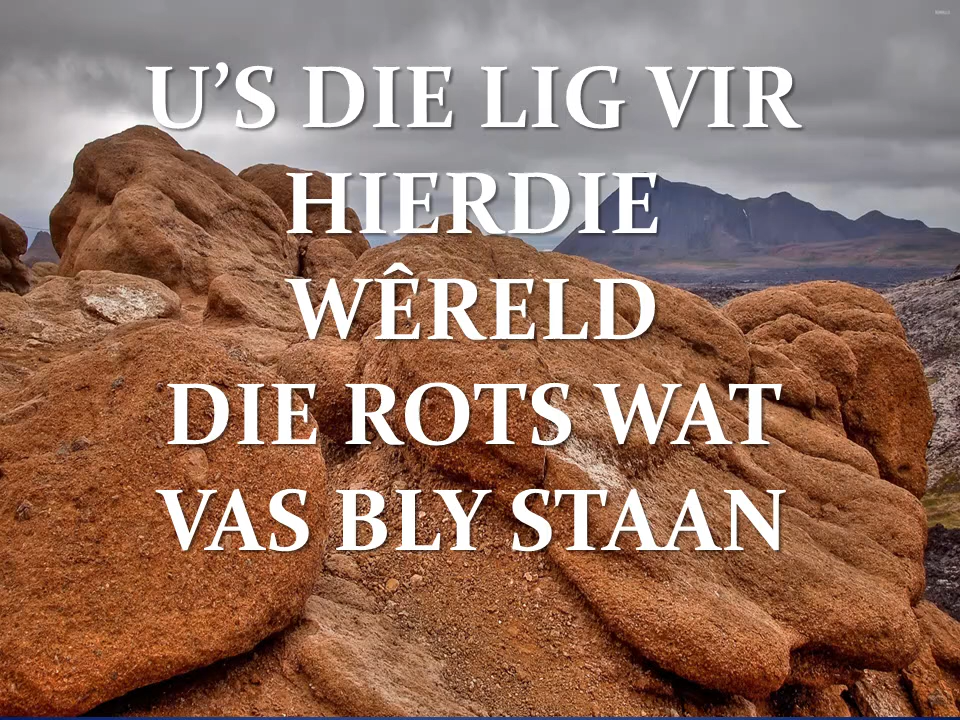 U’S DIE LIG VIR
HIERDIE
WÊRELD
DIE ROTS WAT
VAS BLY STAAN